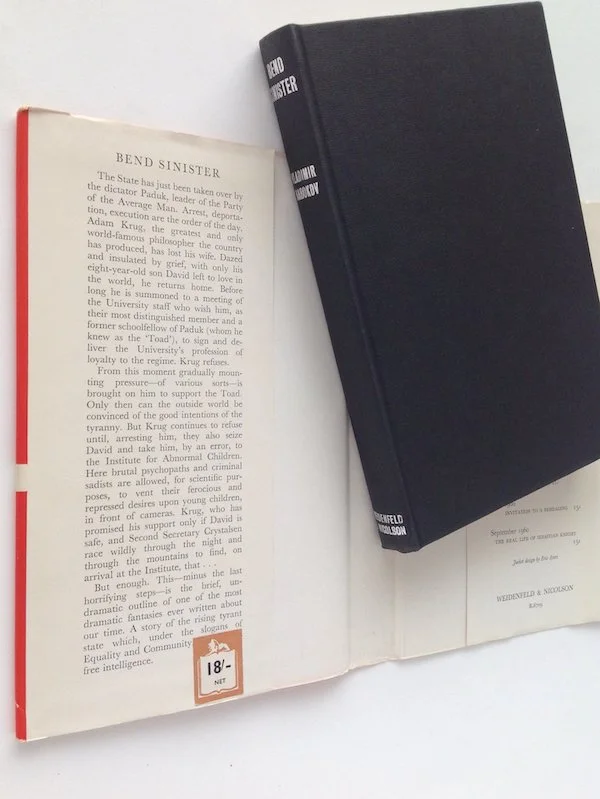 BEND SINISTER
The State has just been taken over by
the dictator Paduk, leader of the Party
of the Average Man. Arrest, deporta-
tion, execution are the order of the day.
Adam Krug, the greatest and only
world-famous philosopher the country
has produced, has lost his wife. Dazed
and insulated by grief, with only his
eight-year-old son David left to love in
the world, he returns home. Before
long he is summoned to a meeting of
the University staff who wish him, as
their most distinguished member and a
former schoolfellow of Paduk (whom he
knew as the ‘Toad’), to sign and de-
liver the University's profession of
loyalty to the regime. Krug refuses.
From this moment gradually moun-
ting pressure—of various sorts—is
brought on him to support the Toad.
Only then can the outside world be
convinced of the good intentions of the
tyranny. But Krug continues to refuse
until, arresting him, they also seize
David and take him, by an error, to
the Institute for Abnormal Children.
Here brutal psychopaths and criminal
sadists are allowed, for scientific pur-
poses, to vent their ferocious and
repressed desires upon young children,
in front of cameras. Krug, who has
promised his support only if David is
safe, and Second Secretary Crystalsen
race wildly through the night and
through the mountains to find, on
arrival at the Institute, that . . .
But enough. This—minus the last
horrifying steps—is the brief, un-
dramatic outline of one of the most
dramatic fantasies ever written about
our time. A story of the rising tyrant
state which, under the slogans of
Equality and Community,
free intelligence.
18/-
NET
BEND
SINISTER
VLADIMIR
NABOKOV
WEIDENFELD
NICOLSON
INVITATION TO A BEHEADING 15s
September 1960
THE REAL LIFE OF SEBASTIAN KNIGHT
15s
Jacket design by Eric Ayers
WEIDENFELD & NICOLSON